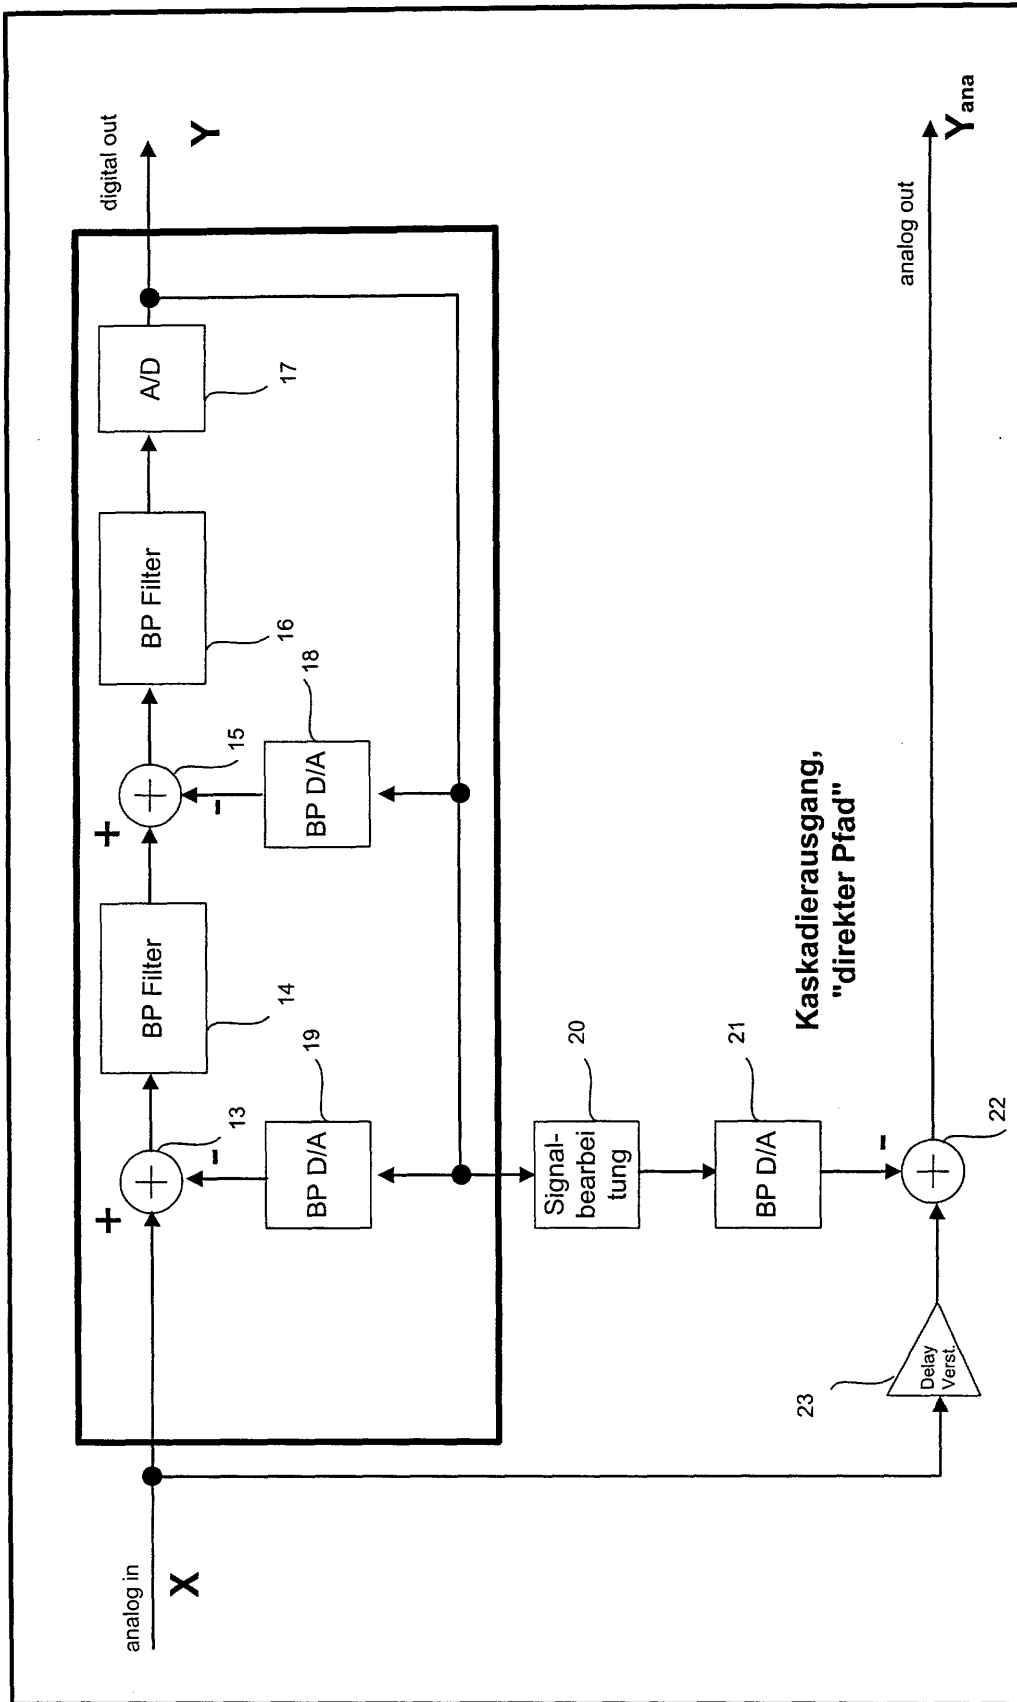 analog in
X
+
-
13
BP Filter
14
+
-
15
BP Filter
16
A/D
17
digital out
Y
BP D/A
19
BP D/A
18
Signal-
bearbei
tung
20
BP D/A
21
Kaskadierausgang,
"direkter Pfad"
Delay
Verst.
23
-
22
analog out
Yana